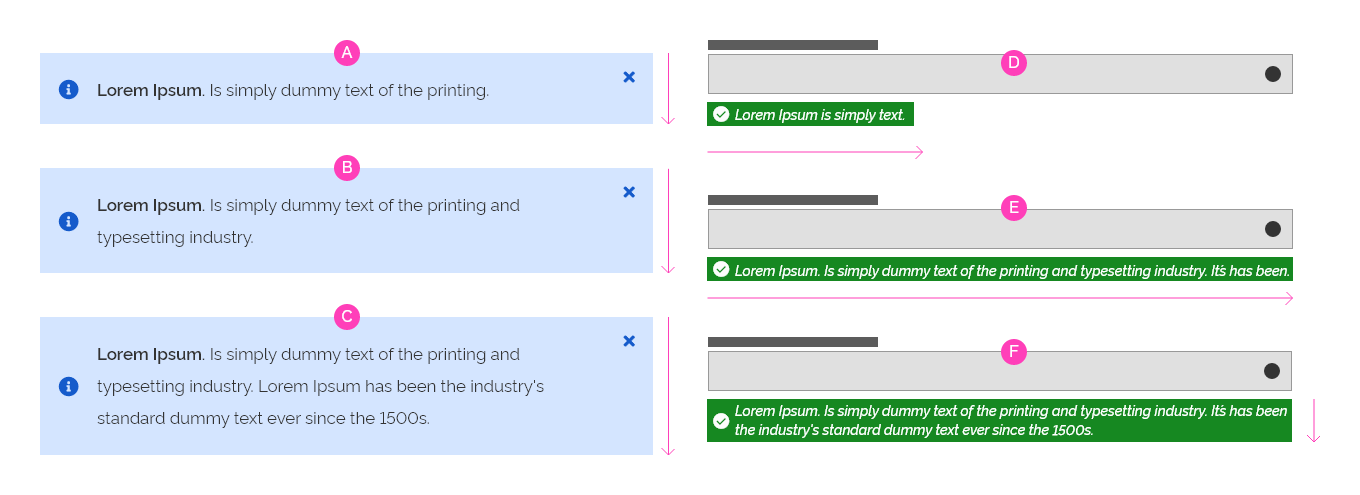 A
Lorem Ipsum. Is simply dummy text of the printing.
B
Lorem Ipsum. Is simply dummy text of the printing and
typesetting industry.
C
Lorem Ipsum. Is simply dummy text of the printing and
typesetting industry. Lorem Ipsum has been the industry's
standard dummy text ever since the 1500s.
D
Lorem Ipsum is simply text.
E
Lorem Ipsum. Is simply dummy text of the printing and typesetting industry. It's has been.
F
Lorem Ipsum. Is simply dummy text of the printing and typesetting industry. It's has been
the industry's standard dummy text ever since the 1500s.